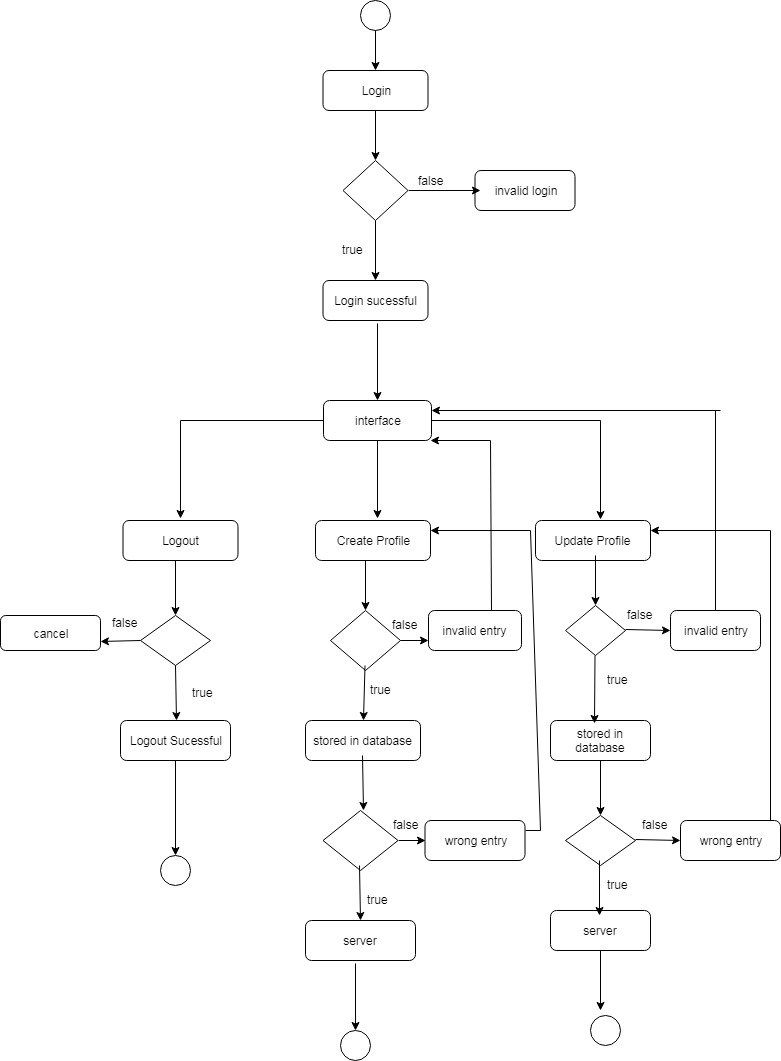 Login
false
invalid login
true
Login sucessful
interface
Logout
Create Profile
Update Profile
false
cancel
false
invalid entry
false
invalid entry
true
true
true
Logout Sucessful
stored in database
stored in
database
false
wrong entry
false
wrong entry
true
true
server
server